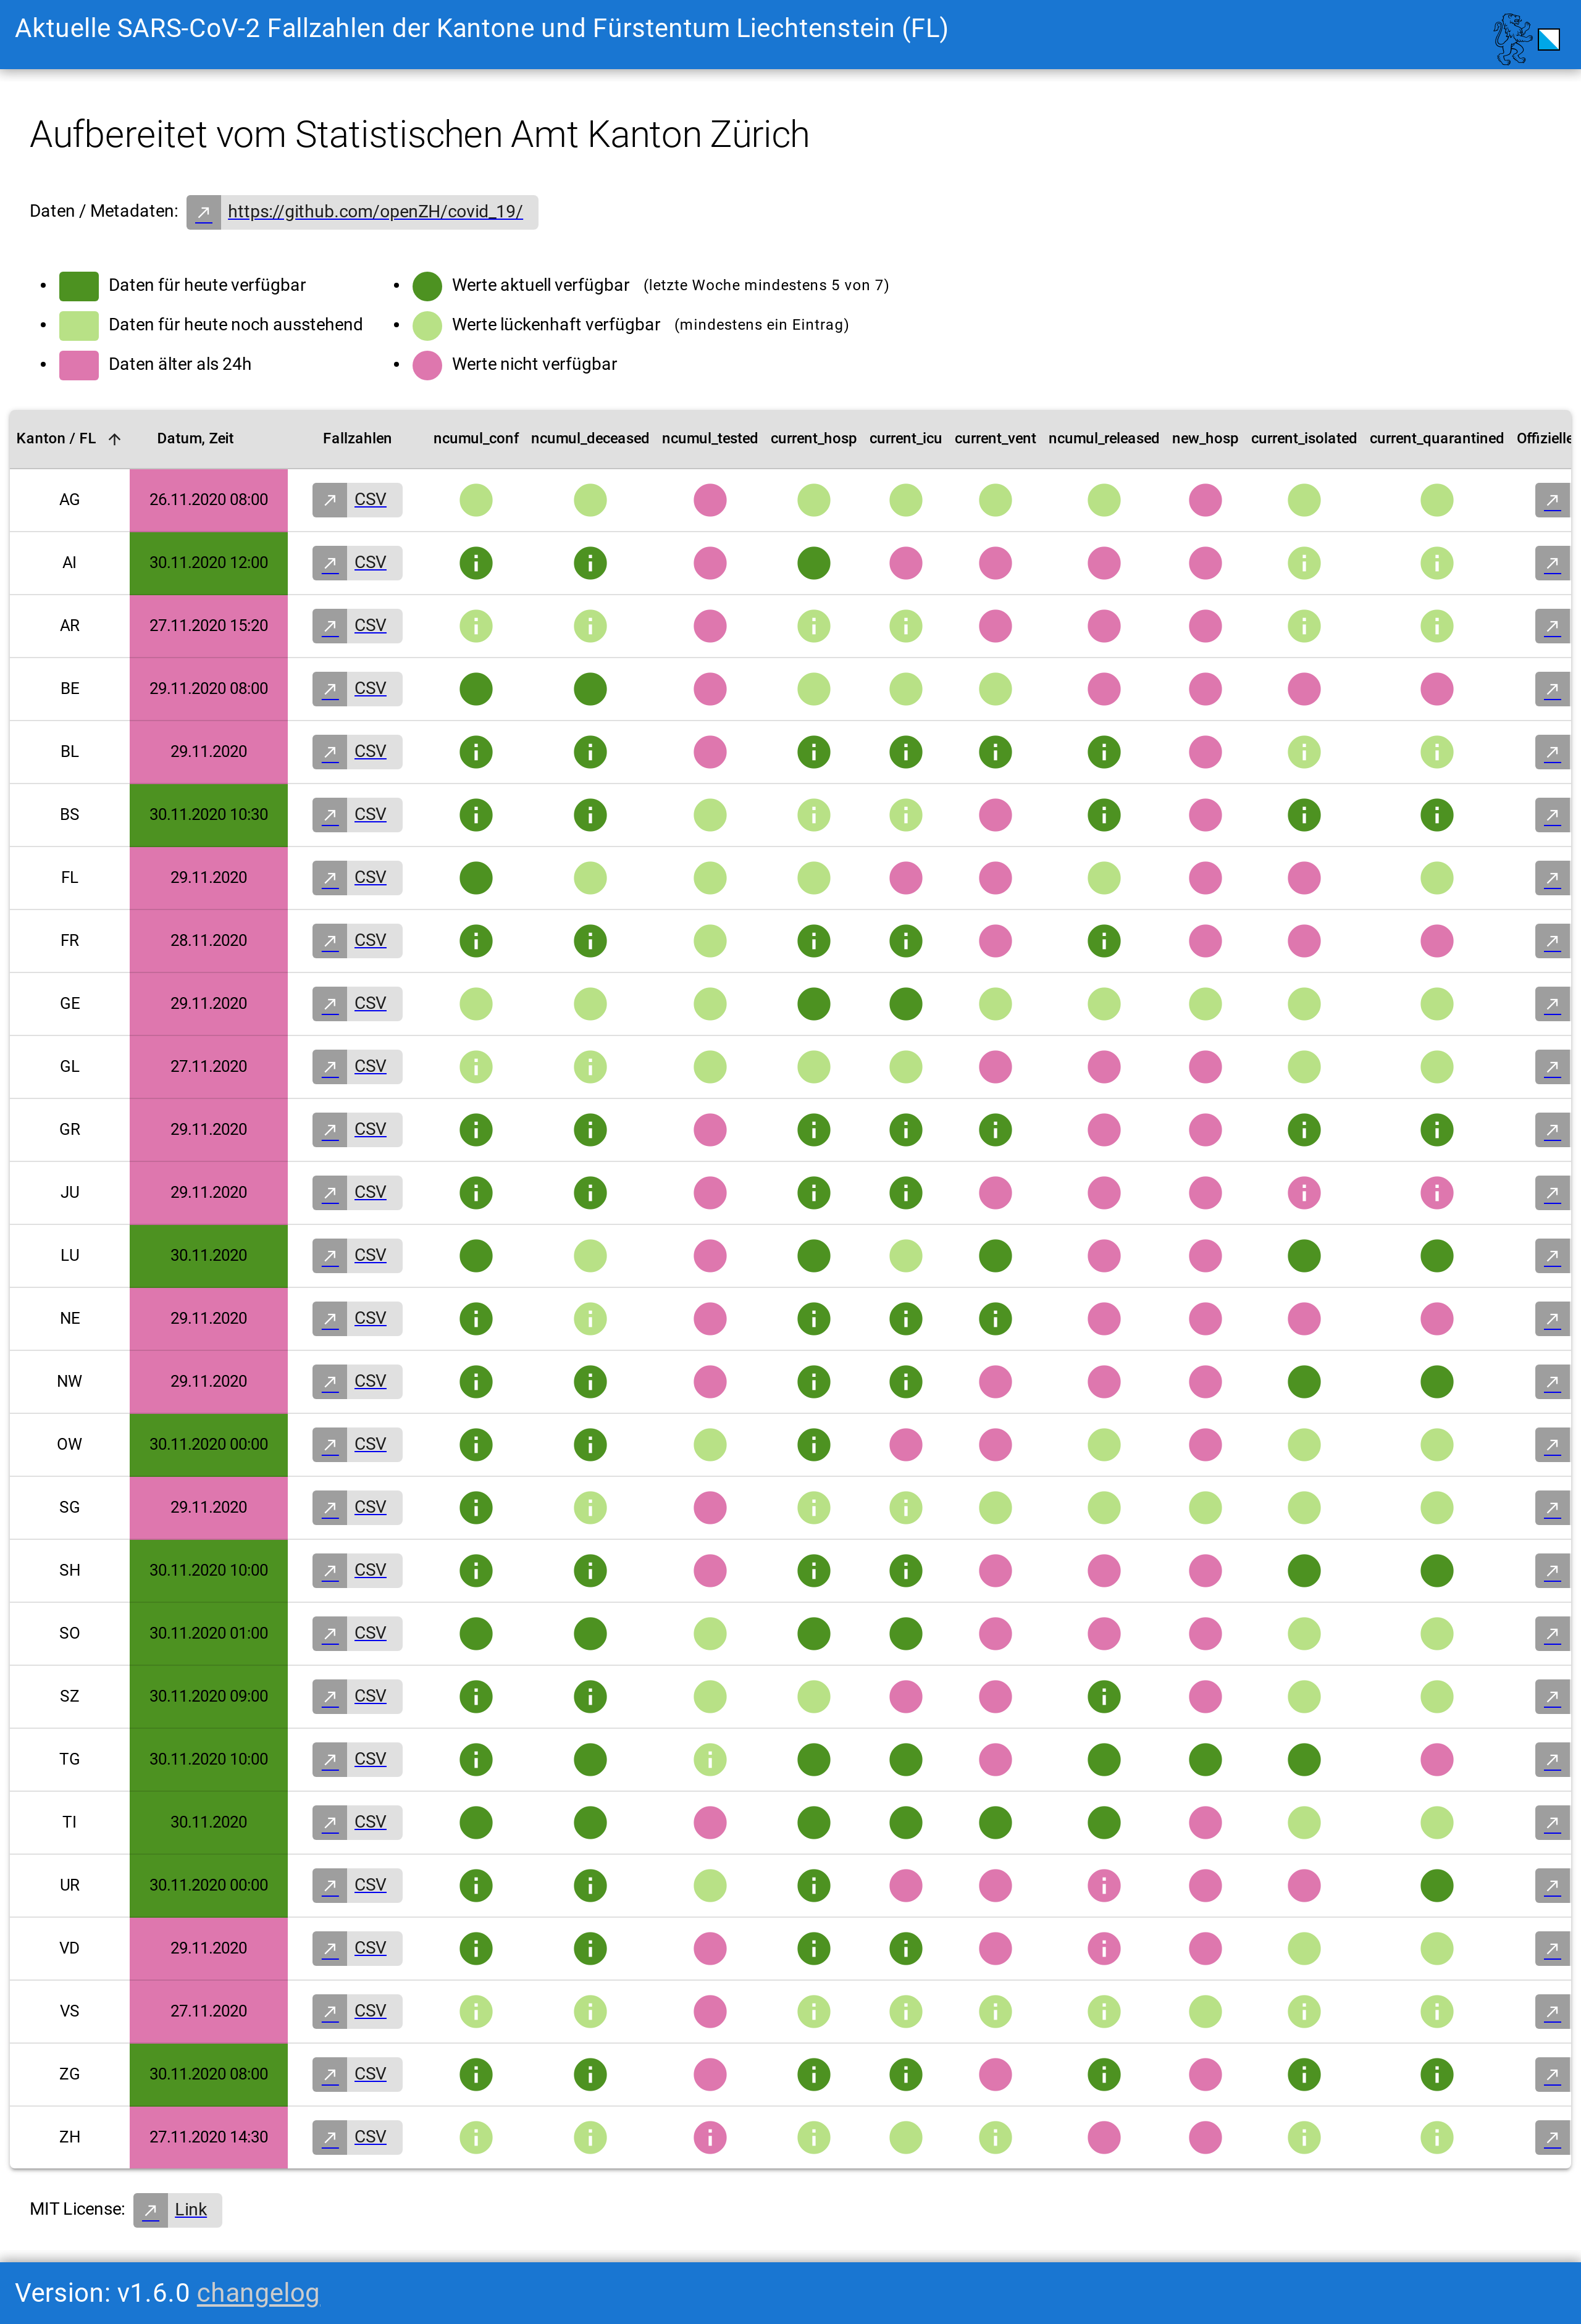 Aktuelle SARS-CoV-2 Fallzahlen der Kantone und Fürstentum Liechtenstein (FL)
Aufbereitet vom Statistischen Amt Kanton Zürich
Daten / Metadaten: https://github.com/openZH/covid_19/
Daten für heute verfügbar
Daten für heute noch ausstehend
Daten älter als 24h
Werte aktuell verfügbar (letzte Woche mindestens 5 von 7)
Werte lückenhaft verfügbar (mindestens ein Eintrag)
Werte nicht verfügbar
Kanton / FL Datum, Zeit Fallzahlen ncumul_conf ncumul_deceased ncumul_tested current_hosp current_icu current_vent ncumul_released new_hosp current_isolated current_quarantined Offizielle
AG 26.11.2020 08:00 CSV
AI 30.11.2020 12:00 CSV
AR 27.11.2020 15:20 CSV
BE 29.11.2020 08:00 CSV
BL 29.11.2020 CSV
BS 30.11.2020 10:30 CSV
FL 29.11.2020 CSV
FR 28.11.2020 CSV
GE 29.11.2020 CSV
GL 27.11.2020 CSV
GR 29.11.2020 CSV
JU 29.11.2020 CSV
LU 30.11.2020 CSV
NE 29.11.2020 CSV
NW 29.11.2020 CSV
OW 30.11.2020 00:00 CSV
SG 29.11.2020 CSV
SH 30.11.2020 10:00 CSV
SO 30.11.2020 01:00 CSV
SZ 30.11.2020 09:00 CSV
TG 30.11.2020 10:00 CSV
TI 30.11.2020 CSV
UR 30.11.2020 00:00 CSV
VD 29.11.2020 CSV
VS 27.11.2020 CSV
ZG 30.11.2020 08:00 CSV
ZH 27.11.2020 14:30 CSV
MIT License: Link
Version: v1.6.0 changelog